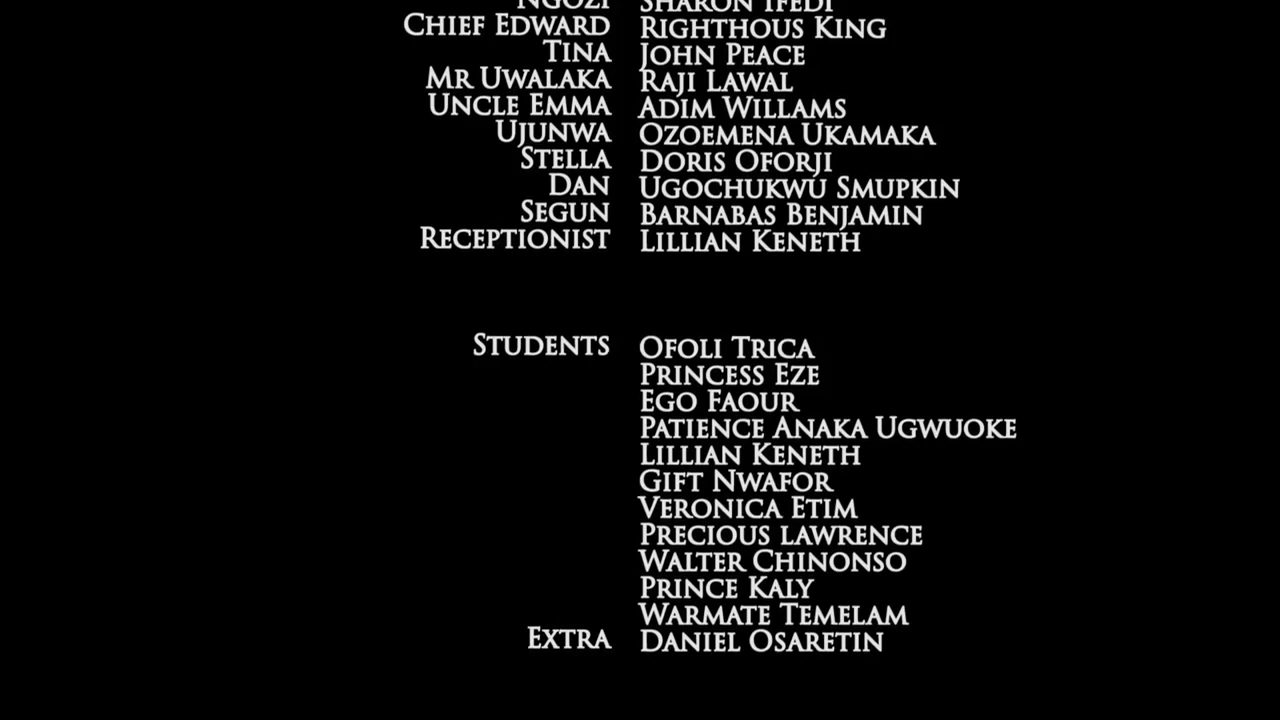 NGOZI SHARON IFEDI
CHIEF EDWARD RIGHTHOUS KING
TINA JOHN PEACE
MR UWALAKA RAJI LAWAL
UNCLE EMMA ADIM WILLAMS
UJUNWA OZOEMENA UKAMAKA
STELLA DORIS OFORJI
DAN UGOCHUKWU SMUPKIN
SEGUN BARNABAS BENJAMIN
RECEPTIONIST LILLIAN KENETH
STUDENTS OFOLI TRICA
PRINCESS EZE
EGO FAOUR
PATIENCE ANAKA UGWUOKE
LILLIAN KENETH
GIFT NWAFOR
VERONICA ETIM
PRECIOUS LAWRENCE
WALTER CHINONSO
PRINCE KALY
WARMATE TEMELAM
EXTRA DANIEL OSARETIN